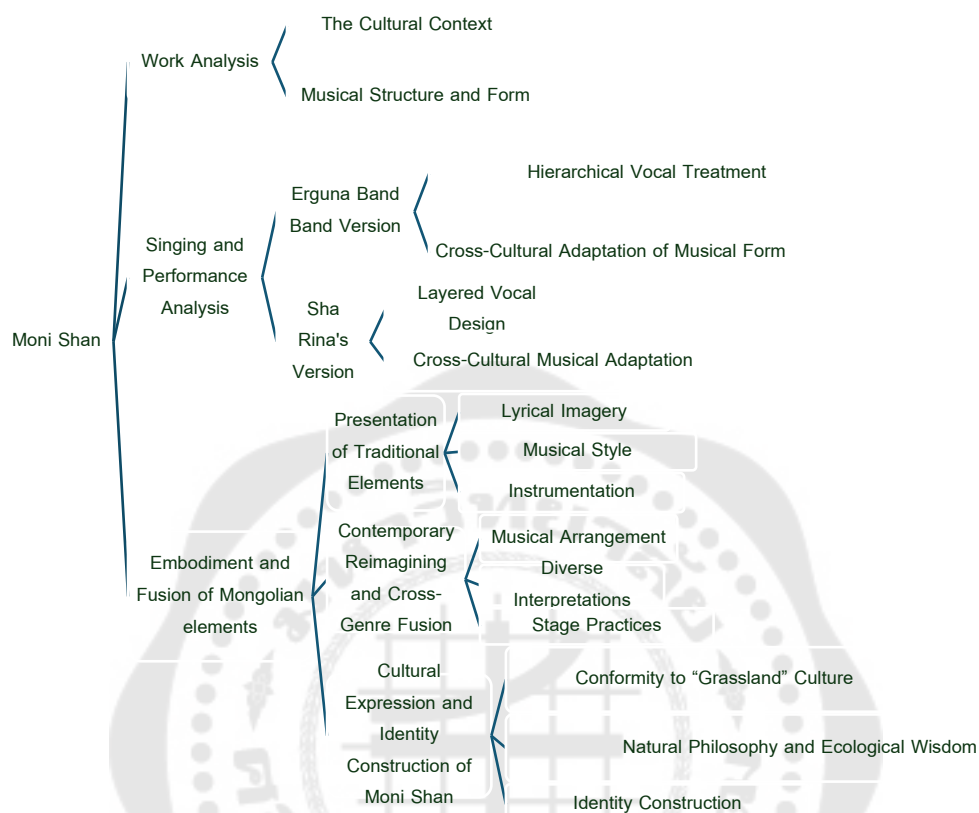 The Cultural Context
Work Analysis
Musical Structure and Form
Hierarchical Vocal Treatment
Erguna Band
Band Version
Cross-Cultural Adaptation of Musical Form
Singing and
Performance
Analysis
Layered Vocal
Design
Sha
Rina's
Version
Cross-Cultural Musical Adaptation
Moni Shan
Presentation
of Traditional
Elements
Lyrical Imagery
Musical Style
Instrumentation
Contemporary
Reimagining
and Cross-
Genre Fusion
Musical Arrangement
Diverse
Interpretations
Stage Practices
Embodiment and
Fusion of Mongolian
elements
Cultural
Expression and
Identity
Construction of
Moni Shan
Conformity to “Grassland” Culture
Natural Philosophy and Ecological Wisdom
Identity Construction